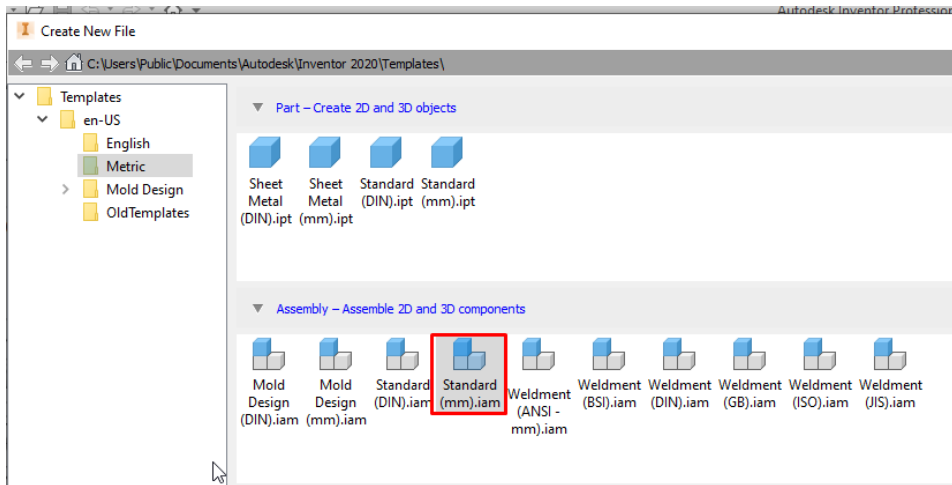 Autodesk Inventor Profession
Create New File
C:\Users\Public\Documents\Autodesk\Inventor 2020\Templates\
Templates
en-US
English
Metric
Mold Design
OldTemplates
Part – Create 2D and 3D objects
Sheet Metal (DIN).ipt
Sheet Metal (mm).ipt
Standard (DIN).ipt
Standard (mm).ipt
Assembly – Assemble 2D and 3D components
Mold Design (DIN).iam
Mold Design (mm).iam
Standard (DIN).iam
Standard (mm).iam
Weldment (ANSI - mm).iam
Weldment (BSI).iam
Weldment (DIN).iam
Weldment (GB).iam
Weldment (ISO).iam
Weldment (JIS).iam